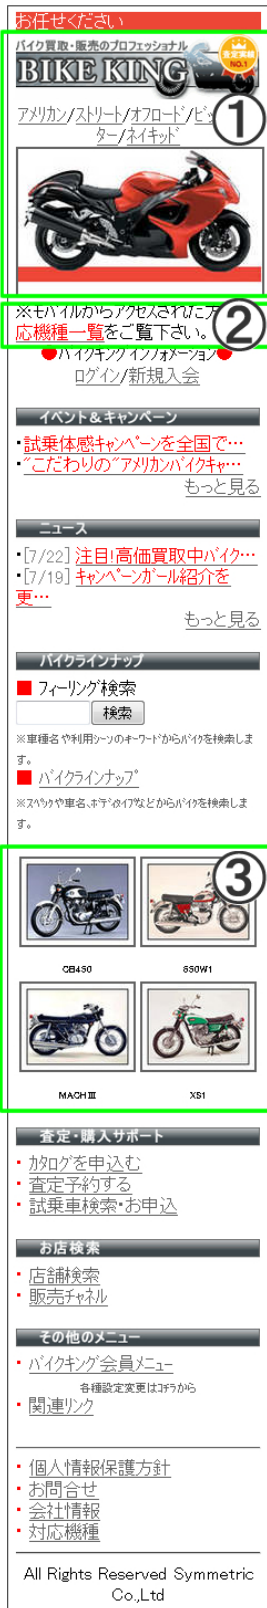 お任せください
バイク買取・販売のプロフェッショナル
BIKE KING
査定実績
NO.1
①
アメリカン/ストリート/オフロード/ビッ
ター/ネイキッド
※モバイルからアクセスされた方
②
応機種一覧をご覧下さい。
●バイクキングインフォメーション●
ログイン/新規入会
イベント&キャンペーン
・試乗体感キャンペーンを全国で…
・"こだわりの"アメリカンバイクキャ…
もっと見る
ニュース
・[7/22] 注目!高価買取中バイク…
・[7/19] キャンペーンガール紹介を
更…
もっと見る
バイクラインナップ
■ フィーリング検索
検索
※車種名や利用シーンのキーワードからバイクを検索しま
す。
■ バイクラインナップ
※スペックや車名、ボディタイプなどからバイクを検索しま
す。
③
CB450 650W1
MACHⅢ XS1
査定・購入サポート
・カタログを申込む
・査定予約する
・試乗車検索・お申込
お店検索
・店舗検索
・販売チャネル
その他のメニュー
・バイクキング会員メニュー
各種設定変更はコチラから
・関連リンク
・個人情報保護方針
・お問合せ
・会社情報
・対応機種
All Rights Reserved Symmetric
Co.,Ltd